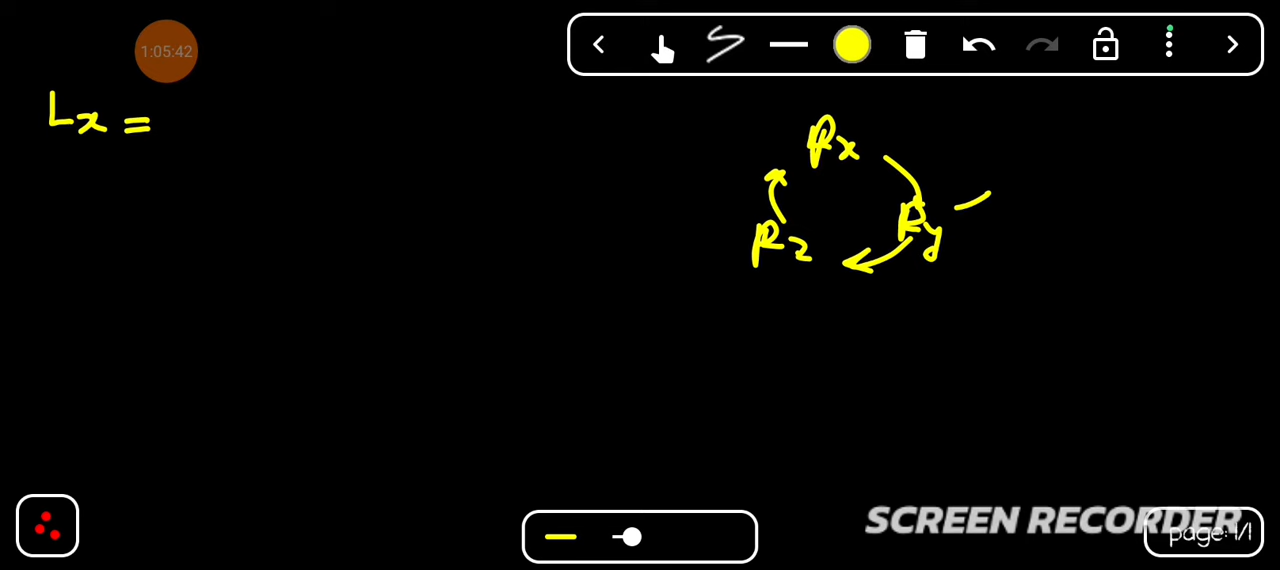 1:05:42
Lx =
Px
Py
Pz
SCREEN RECORDER
page:1/1